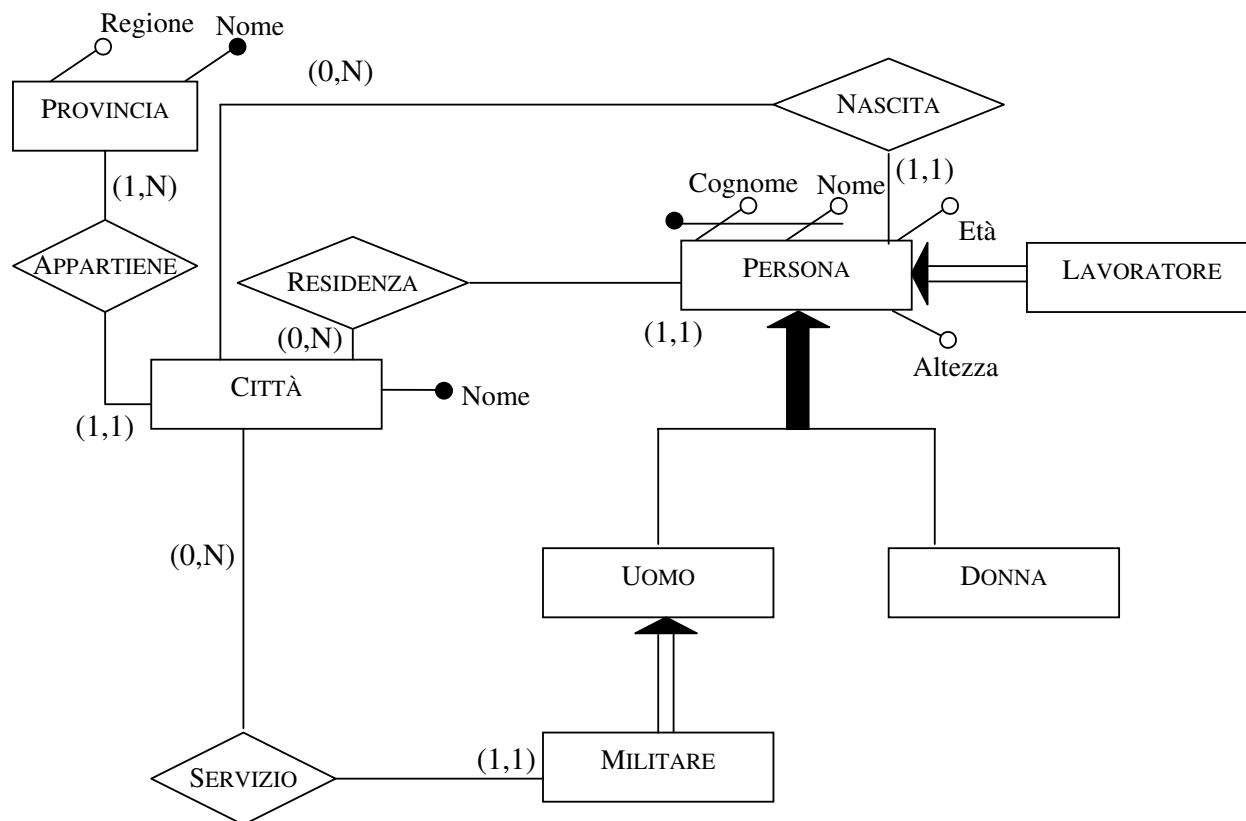 Regione Nome
(0,N)
PROVINCIA
NASCITA
(1,N)
(1,1)
Cognome Nome
Età
APPARTIENE
RESIDENZA
PERSONA
LAVORATORE
(0,N)
(1,1)
Altezza
CITTÀ
Nome
(1,1)
(0,N)
UOMO
DONNA
(1,1)
MILITARE
SERVIZIO